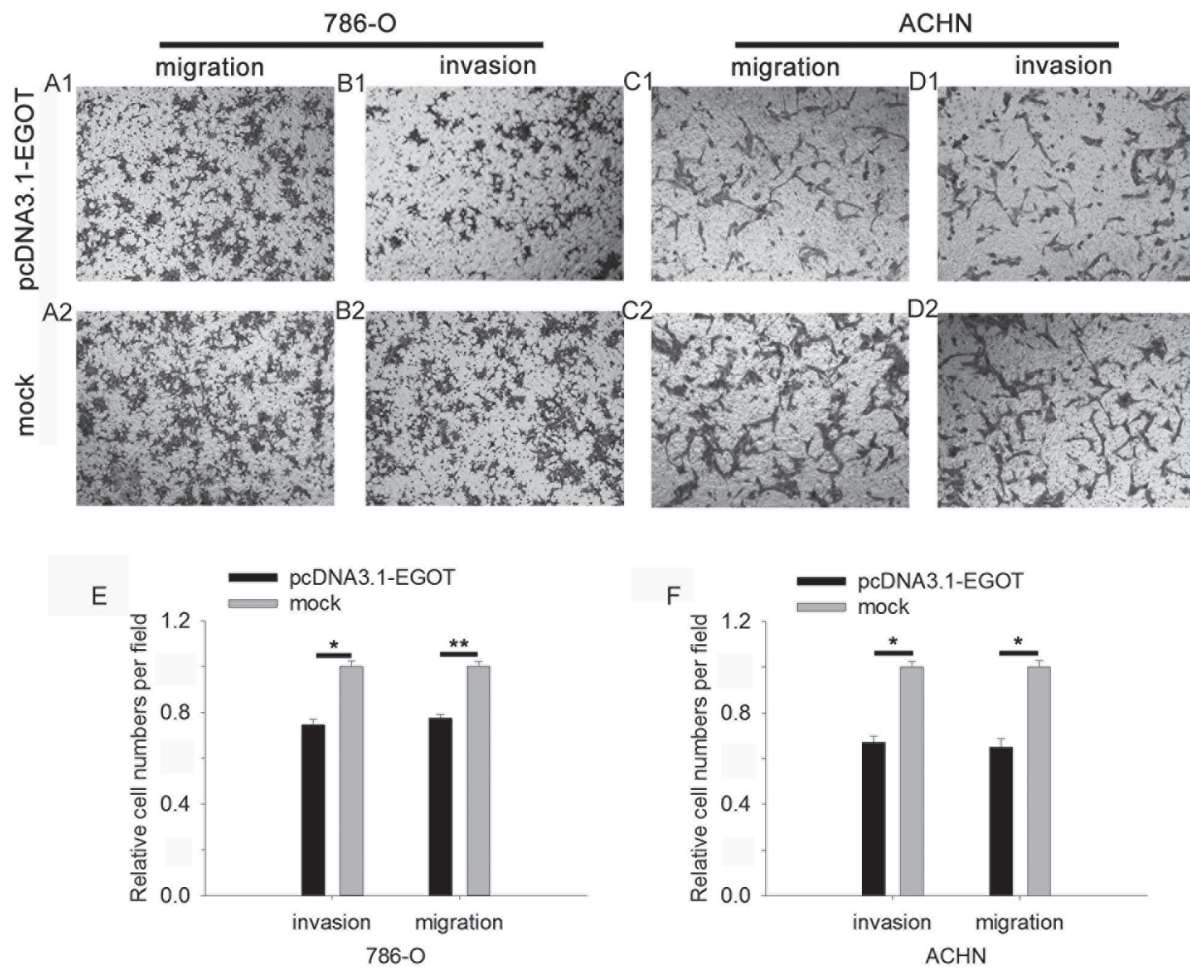 786-O
ACHN
migration
invasion
migration
invasion
pcDNA3.1-EGOT
A1
B1
C1
D1
mock
A2
B2
C2
D2
E
pcDNA3.1-EGOT
mock
Relative cell numbers per field
1.2
0.8
0.4
0.0
*
**
invasion
migration
786-O
F
pcDNA3.1-EGOT
mock
Relative cell numbers per field
1.2
0.8
0.4
0.0
*
*
invasion
migration
ACHN